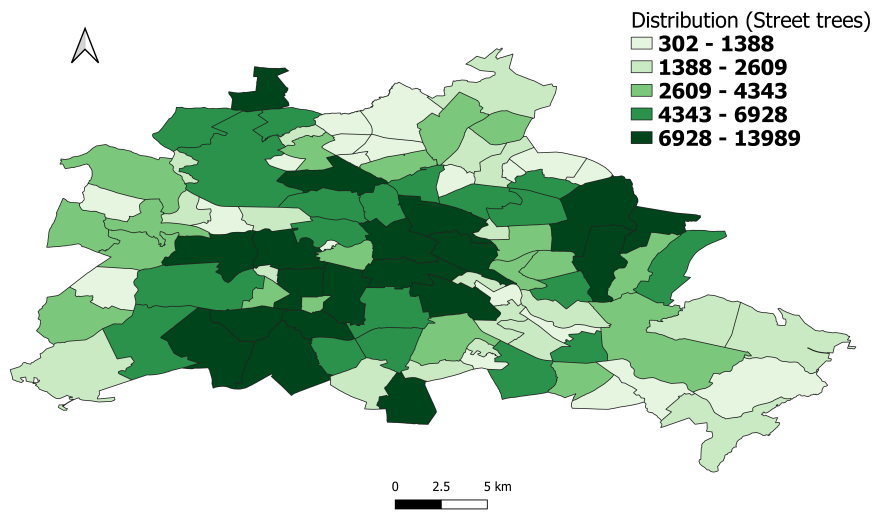 Distribution (Street trees)
302 - 1388
1388 - 2609
2609 - 4343
4343 - 6928
6928 - 13989
0 2.5 5 km